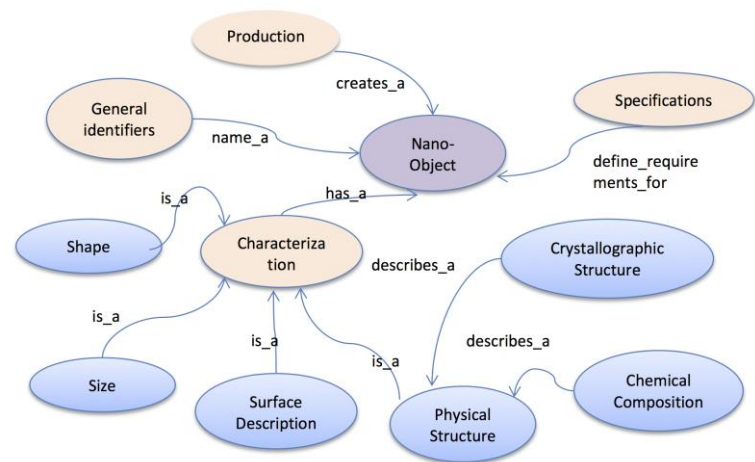 Production
creates_a
General
identifiers
Specifications
name_a
Nano-
Object
define_require
ments_for
is_a
has_a
Shape
Characteriza
tion
Crystallographic
Structure
describes_a
is_a
is_a
is_a
describes_a
Size
Surface
Description
Physical
Structure
Chemical
Composition